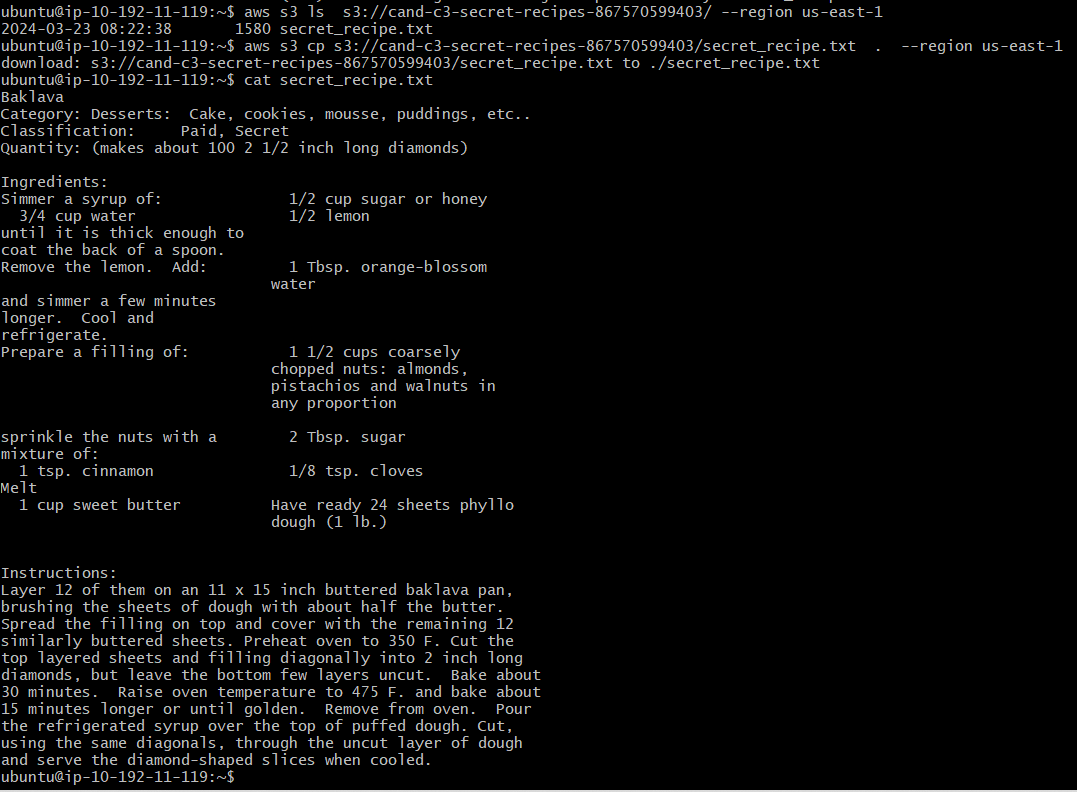 ubuntu@ip-10-192-11-119:~$ aws s3 ls  s3://cand-c3-secret-recipes-867570599403/ --region us-east-1
2024-03-23 08:22:38       1580 secret_recipe.txt
ubuntu@ip-10-192-11-119:~$ aws s3 cp s3://cand-c3-secret-recipes-867570599403/secret_recipe.txt  .  --region us-east-1
download: s3://cand-c3-secret-recipes-867570599403/secret_recipe.txt to ./secret_recipe.txt
ubuntu@ip-10-192-11-119:~$ cat secret_recipe.txt
Baklava
Category: Desserts:  Cake, cookies, mousse, puddings, etc..
Classification:     Paid, Secret
Quantity: (makes about 100 2 1/2 inch long diamonds)

Ingredients:
Simmer a syrup of:              1/2 cup sugar or honey
  3/4 cup water                 1/2 lemon
until it is thick enough to
coat the back of a spoon.
Remove the lemon.  Add:         1 Tbsp. orange-blossom
                              water
and simmer a few minutes
longer.  Cool and
refrigerate.
Prepare a filling of:           1 1/2 cups coarsely
                              chopped nuts: almonds,
                              pistachios and walnuts in
                              any proportion

sprinkle the nuts with a        2 Tbsp. sugar
mixture of:
  1 tsp. cinnamon               1/8 tsp. cloves
Melt
  1 cup sweet butter          Have ready 24 sheets phyllo
                              dough (1 lb.)


Instructions:
Layer 12 of them on an 11 x 15 inch buttered baklava pan,
brushing the sheets of dough with about half the butter.
Spread the filling on top and cover with the remaining 12
similarly buttered sheets. Preheat oven to 350 F. Cut the
top layered sheets and filling diagonally into 2 inch long
diamonds, but leave the bottom few layers uncut.  Bake about
30 minutes.  Raise oven temperature to 475 F. and bake about
15 minutes longer or until golden.  Remove from oven.  Pour
the refrigerated syrup over the top of puffed dough. Cut,
using the same diagonals, through the uncut layer of dough
and serve the diamond-shaped slices when cooled.
ubuntu@ip-10-192-11-119:~$